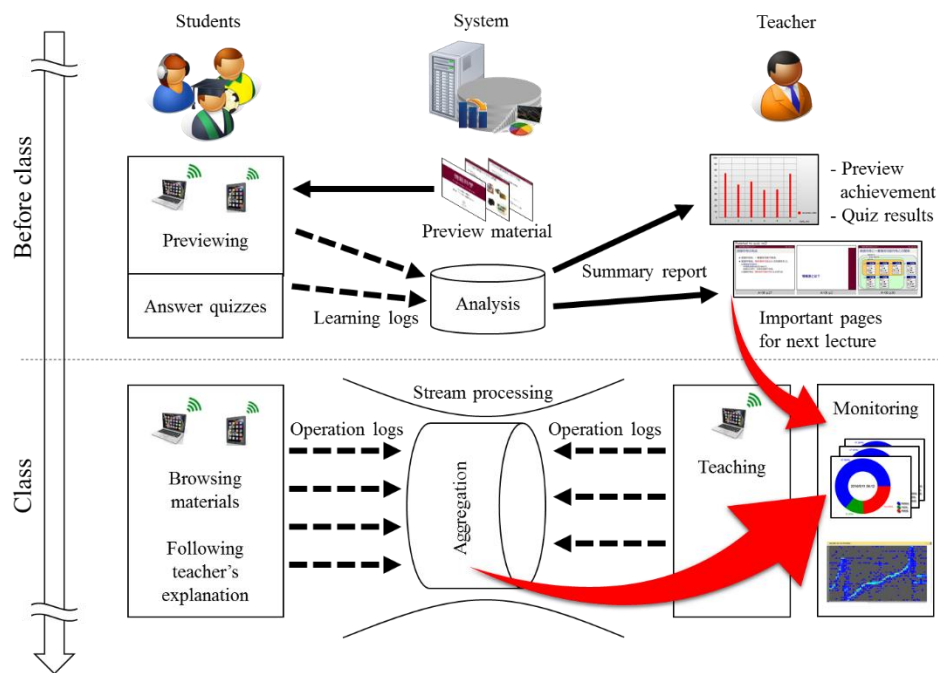 Students
System
Teacher
Before class
Previewing
Answer quizzes
Preview material
Learning logs
Analysis
Summary report
- Preview
achievement
- Quiz results
Important pages
for next lecture
Class
Browsing
materials
Following
teacher's
explanation
Operation logs
Stream processing
Aggregation
Operation logs
Teaching
Monitoring